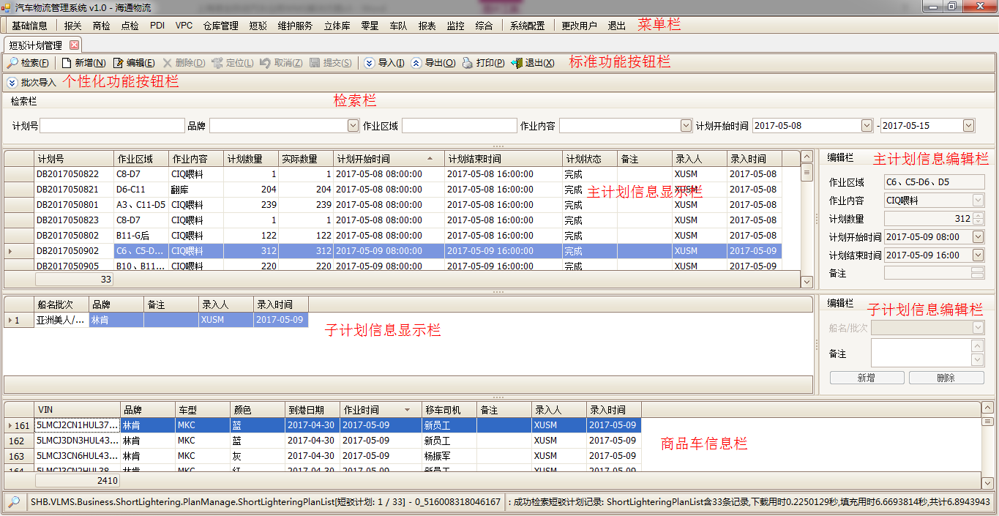 汽车物流管理系统 v1.0 - 海通物流
基础信息 报关 商检 点检 PDI VPC 仓库管理 短驳 维护服务 立体库 零星 车队 报表 监控 综合 系统配置 更改用户 退出 菜单栏
短驳计划管理
检索(F) 新增(N) 编辑(E) 删除(D) 定位(L) 取消(Z) 提交(S) 导入(I) 导出(O) 打印(P) 退出(X) 标准功能按钮栏
批次导入 个性化功能按钮栏
检索栏 检索栏
计划号 品牌 作业区域 作业内容 计划开始时间 2017-05-08 - 2017-05-15
计划号 作业区域 作业内容 计划数量 实际数量 计划开始时间 计划结束时间 计划状态 备注 录入人 录入时间
DB2017050822 C8-D7 CIQ喂料 1 1 2017-05-08 08:00:00 2017-05-08 16:00:00 完成 XUSM 2017-05-08
DB2017050821 D6-C11 翻库 204 204 2017-05-08 08:00:00 2017-05-08 16:00:00 完成 XUSM 2017-05-08
主计划信息显示栏
DB2017050801 A3、C11-D5 CIQ喂料 239 239 2017-05-08 08:00:00 2017-05-08 16:00:00 完成 XUSM 2017-05-08
DB2017050823 C8-D7 CIQ喂料 1 1 2017-05-08 08:00:00 2017-05-08 16:00:00 完成 XUSM 2017-05-08
DB2017050802 B11-G后 CIQ喂料 122 122 2017-05-08 08:00:00 2017-05-08 16:00:00 完成 XUSM 2017-05-08
DB2017050902 C6、C5-D... CIQ喂料 312 312 2017-05-09 08:00:00 2017-05-09 16:00:00 完成 XUSM 2017-05-09
DB2017050905 B10、B11... CIQ喂料 220 220 2017-05-09 08:00:00 2017-05-09 16:00:00 完成 XUSM 2017-05-09
33
编辑栏 主计划信息编辑栏
作业区域 C6、C5-D6、D5
作业内容 CIQ喂料
计划数量 312
计划开始时间 2017-05-09 08:00
计划结束时间 2017-05-09 16:00
备注
船名批次 品牌 备注 录入人 录入时间
1 亚洲美人/... 林肯 XUSM 2017-05-09
子计划信息显示栏
编辑栏 子计划信息编辑栏
船名/批次
备注
新增 删除
VIN 品牌 车型 颜色 到港日期 作业时间 移车司机 备注 录入人 录入时间
161 5LMCJ2CN1HUL37... 林肯 MKC 蓝 2017-04-30 2017-05-09 新员工 XUSM 2017-05-09
162 5LMCJ3DN3HUL43... 林肯 MKC 蓝 2017-04-30 2017-05-09 新员工 XUSM 2017-05-09
商品车信息栏
163 5LMCJ3CN6HUL43... 林肯 MKC 灰 2017-04-30 2017-05-09 杨振军 XUSM 2017-05-09
164 5LMCJ3CN2HUL38... 林肯 MKC 红 2017-04-30 2017-05-09 新员工 XUSM 2017-05-09
2410
SHB.VLMS.Business.ShortLightering.PlanManage.ShortLighteringPlanList[短驳计划: 1 / 33] - 0_516008318046167 : 成功检索短驳计划记录: ShortLighteringPlanList含33条记录,下载用时0.2250129秒,填充用时6.6693814秒,共计6.8943943